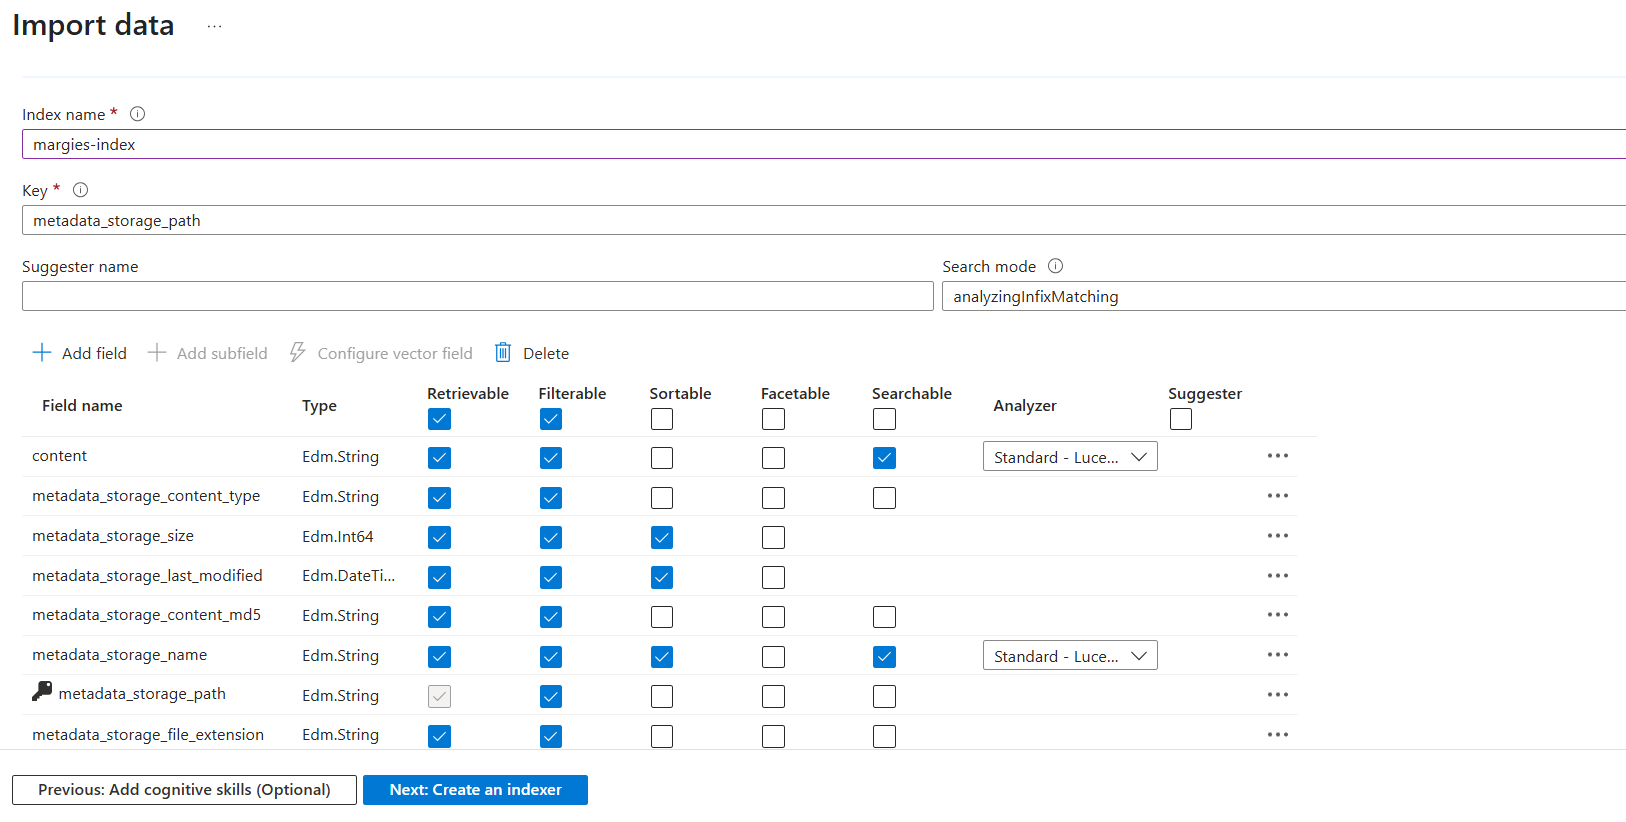 Import data ...
Index name *
margies-index
Key *
metadata_storage_path
Suggester name Search mode
analyzingInfixMatching
Add field Add subfield Configure vector field Delete
Field name Type Retrievable Filterable Sortable Facetable Searchable Analyzer Suggester
content Edm.String Standard - Luce...
metadata_storage_content_type Edm.String
metadata_storage_size Edm.Int64
metadata_storage_last_modified Edm.DateTi...
metadata_storage_content_md5 Edm.String
metadata_storage_name Edm.String Standard - Luce...
metadata_storage_path Edm.String
metadata_storage_file_extension Edm.String
Previous: Add cognitive skills (Optional) Next: Create an indexer